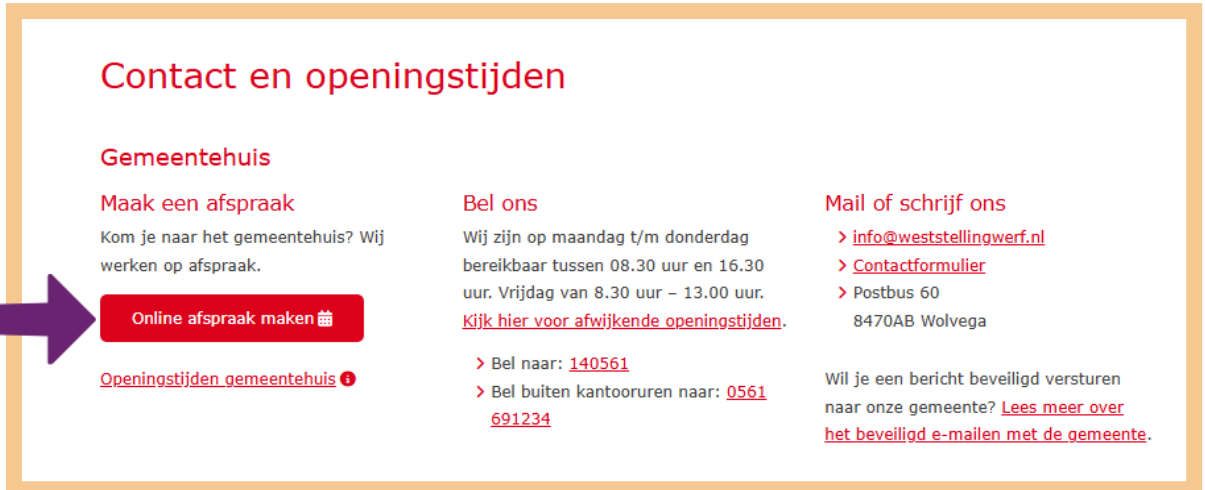 Contact en openingstijden
Gemeentehuis
Maak een afspraak
Kom je naar het gemeentehuis? Wij
werken op afspraak.
Online afspraak maken
Openingstijden gemeentehuis
Bel ons
Wij zijn op maandag t/m donderdag
bereikbaar tussen 08.30 uur en 16.30
uur. Vrijdag van 8.30 uur – 13.00 uur.
Kijk hier voor afwijkende openingstijden.
Bel naar: 140561
Bel buiten kantooruren naar: 0561
691234
Mail of schrijf ons
info@weststellingwerf.nl
Contactformulier
Postbus 60
8470AB Wolvega
Wil je een bericht beveiligd versturen
naar onze gemeente? Lees meer over
het beveiligd e-mailen met de gemeente.